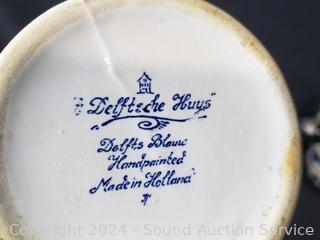 't Delftsche Huys"
Delfts Blauw
Handpainted
Made in Holland
Copyright 2024 - Sound Auction Service